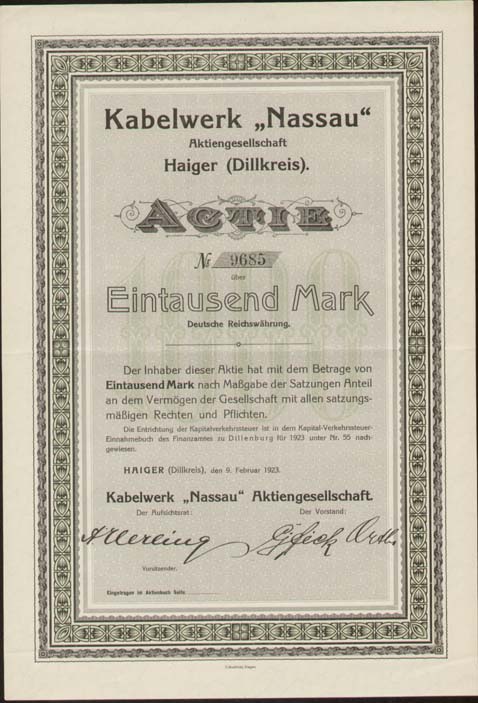 Kabelwerk „Nassau“
Aktiengesellschaft
Haiger (Dillkreis).
ACTIE
№ 9685
über
1000
Eintausend Mark
Deutsche Reichswährung.
Der Inhaber dieser Aktie hat mit dem Betrage von
Eintausend Mark nach Maßgabe der Satzungen Anteil
an dem Vermögen der Gesellschaft mit allen satzungs-
mäßigen Rechten und Pflichten.
Die Entrichtung der Kapitalverkehrssteuer ist in dem Kapital-Verkehrssteuer-
Einnahmebuch des Finanzamtes zu Dillenburg für 1923 unter Nr. 55 nach-
gewiesen.
HAIGER (Dillkreis), den 9. Februar 1923.
Kabelwerk „Nassau“ Aktiengesellschaft.
Der Aufsichtsrat: Der Vorstand:
Vorsitzender.
Eingetragen im Aktienbuch Seite